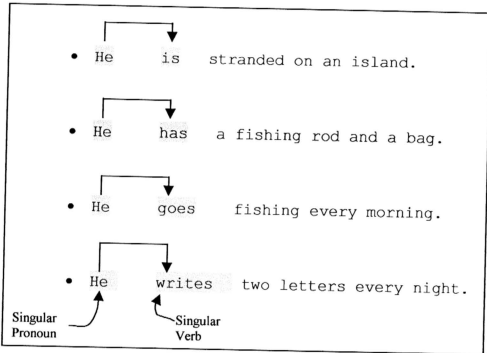 • He is stranded on an island.
• He has a fishing rod and a bag.
• He goes fishing every morning.
• He writes two letters every night.
Singular Pronoun
Singular Verb